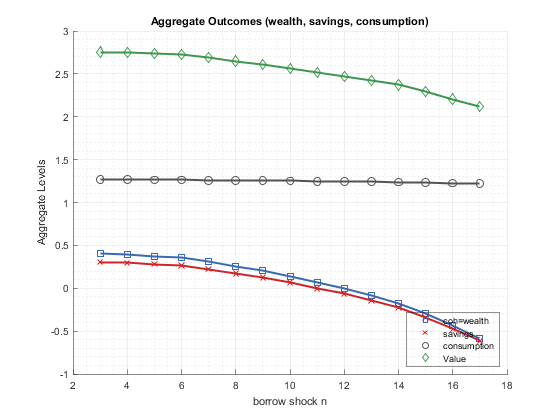 Aggregate Outcomes (wealth, savings, consumption)
3
2.5
2
1.5
1
0.5
0
-0.5
-1
Aggregate Levels
2
4
6
8
10
12
14
16
18
borrow shock n
coh=wealth
savings
consumption
Value